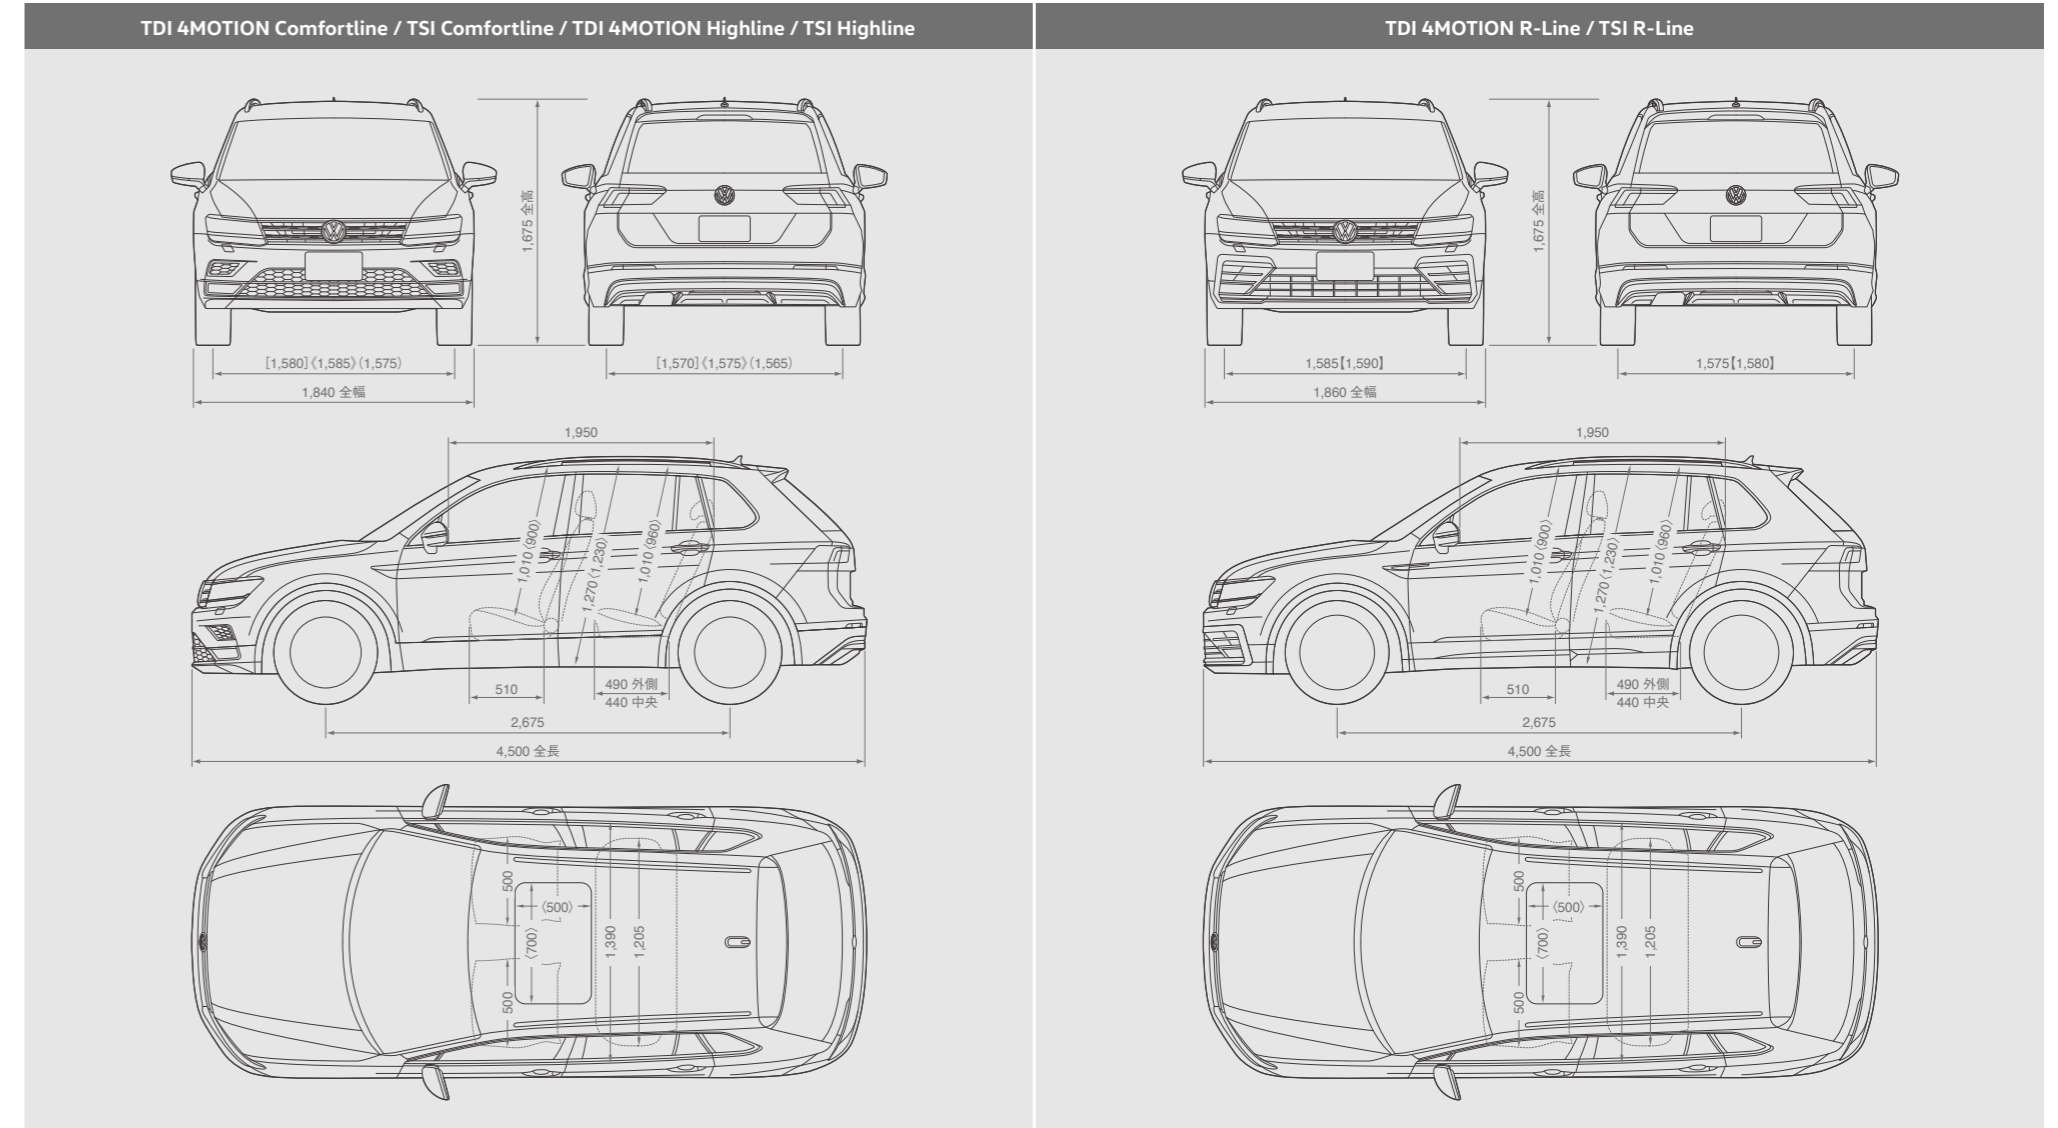 TDI 4MOTION Comfortline / TSI Comfortline / TDI 4MOTION Highline / TSI Highline
1,675 全高
[1,580]《1,585》(1,575)
[1,570]《1,575》(1,565)
1,840 全幅
1,950
1,010〈900〉
1,270〈1,230〉
1,010〈960〉
510
490 外側
440 中央
2,675
4,500 全長
500
〈500〉
〈700〉
1,390
1,205
500
TDI 4MOTION R-Line / TSI R-Line
1,675 全高
1,585【1,590】
1,575【1,580】
1,860 全幅
1,950
1,010〈900〉
1,270〈1,230〉
1,010〈960〉
510
490 外側
440 中央
2,675
4,500 全長
500
〈500〉
〈700〉
1,390
1,205
500